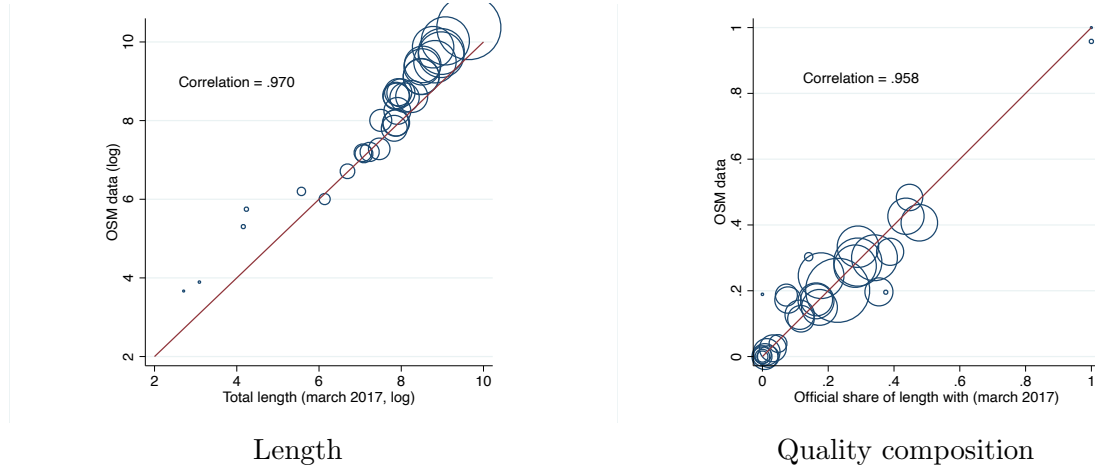 10
8
6
4
2
OSM data (log)
Correlation = .970
2 4 6 8 10
Total length (march 2017, log)
Length
1
.8
.6
.4
.2
0
OSM data
Correlation = .958
0 .2 .4 .6 .8 1
Official share of length with (march 2017)
Quality composition